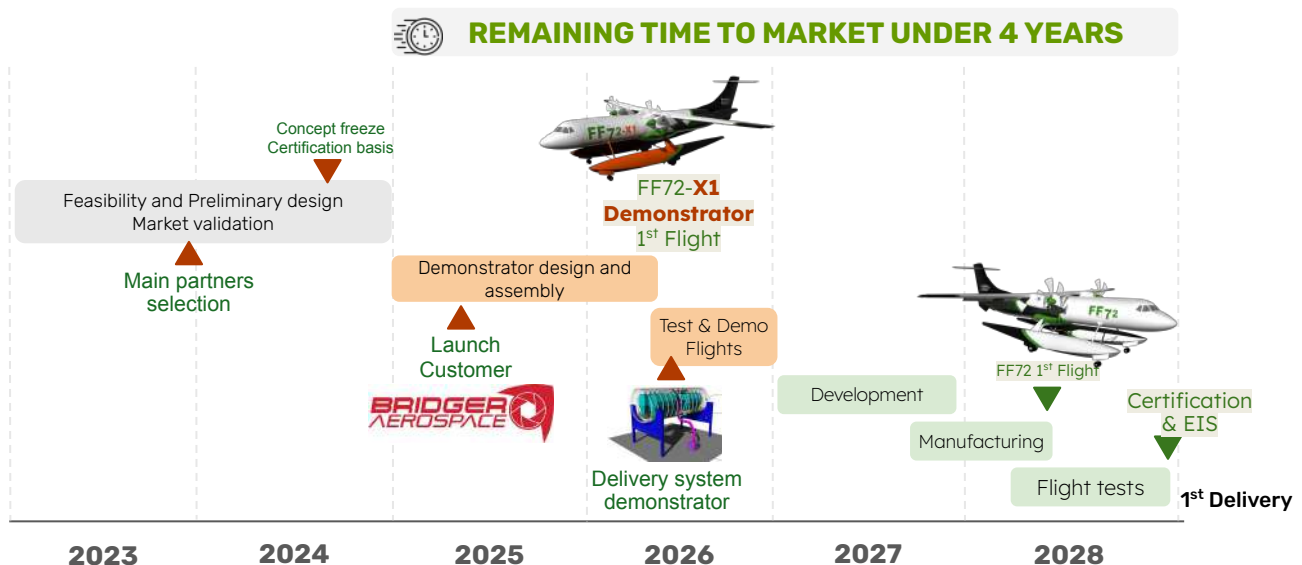 REMAINING TIME TO MARKET UNDER 4 YEARS
Concept freeze
Certification basis
Feasibility and Preliminary design
Market validation
Main partners
selection
FF72-X1
FF72-X1
Demonstrator
1st Flight
Demonstrator design and
assembly
Launch
Customer
BRIDGER
AEROSPACE
Test & Demo
Flights
Delivery system
demonstrator
FF72
FF72 1st Flight
Development
Manufacturing
Flight tests
Certification
& EIS
1st Delivery
2023
2024
2025
2026
2027
2028